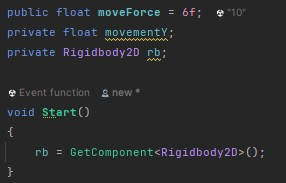 public float moveForce = 6f; "10"
private float movementY;
private Rigidbody2D rb;
Event function new *
void Start()
{
rb = GetComponent<Rigidbody2D>();
}